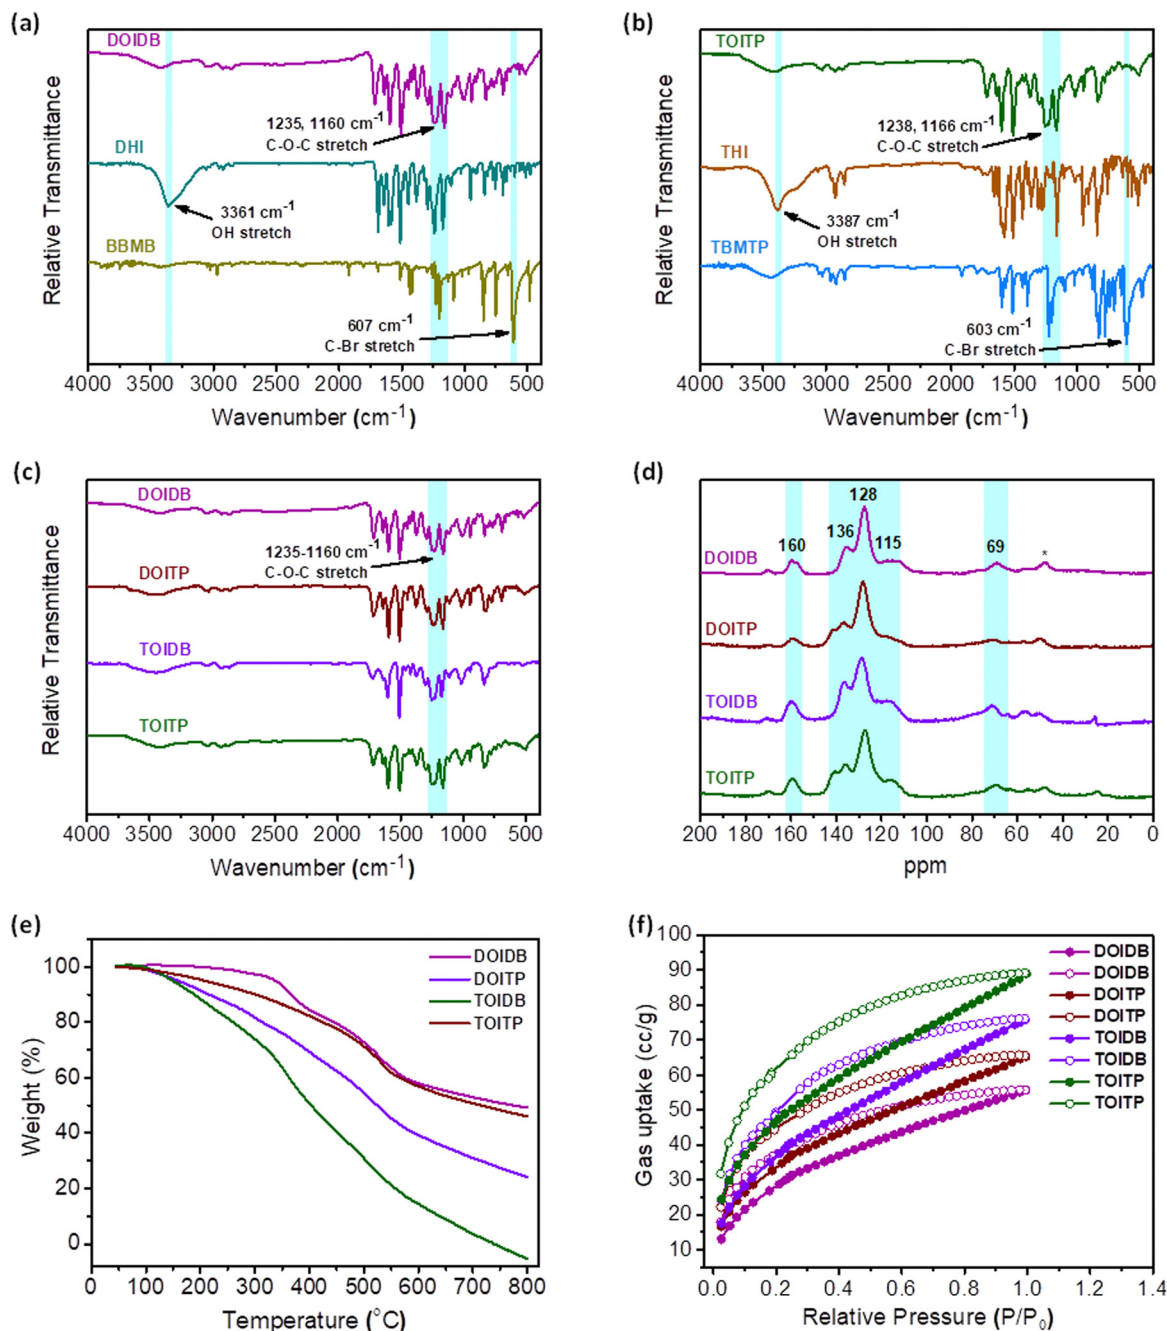 (a)
DOIDB
1235, 1160 cm⁻¹
C-O-C stretch
DHI
3361 cm⁻¹
OH stretch
BBMB
607 cm⁻¹
C-Br stretch
Relative Transmittance
4000 3500 3000 2500 2000 1500 1000 500
Wavenumber (cm⁻¹)
(b)
TOITP
1238, 1166 cm⁻¹
C-O-C stretch
THI
3387 cm⁻¹
OH stretch
TBMTP
603 cm⁻¹
C-Br stretch
Relative Transmittance
4000 3500 3000 2500 2000 1500 1000 500
Wavenumber (cm⁻¹)
(c)
DOIDB
1235-1160 cm⁻¹
C-O-C stretch
DOITP
TOIDB
TOITP
Relative Transmittance
4000 3500 3000 2500 2000 1500 1000 500
Wavenumber (cm⁻¹)
(d)
128
136
115
160
69
*
DOIDB
DOITP
TOIDB
TOITP
200 160 120 80 40 0
ppm
(e)
DOIDB
DOITP
TOIDB
TOITP
100
80
60
40
20
0
Weight (%)
0 100 200 300 400 500 600 700 800
Temperature (°C)
(f)
DOIDB
DOIDB
DOITP
DOITP
TOIDB
TOIDB
TOITP
TOITP
100
90
80
70
60
50
40
30
20
10
Gas uptake (cc/g)
0.0 0.2 0.4 0.6 0.8 1.0 1.2 1.4
Relative Pressure (P/P₀)